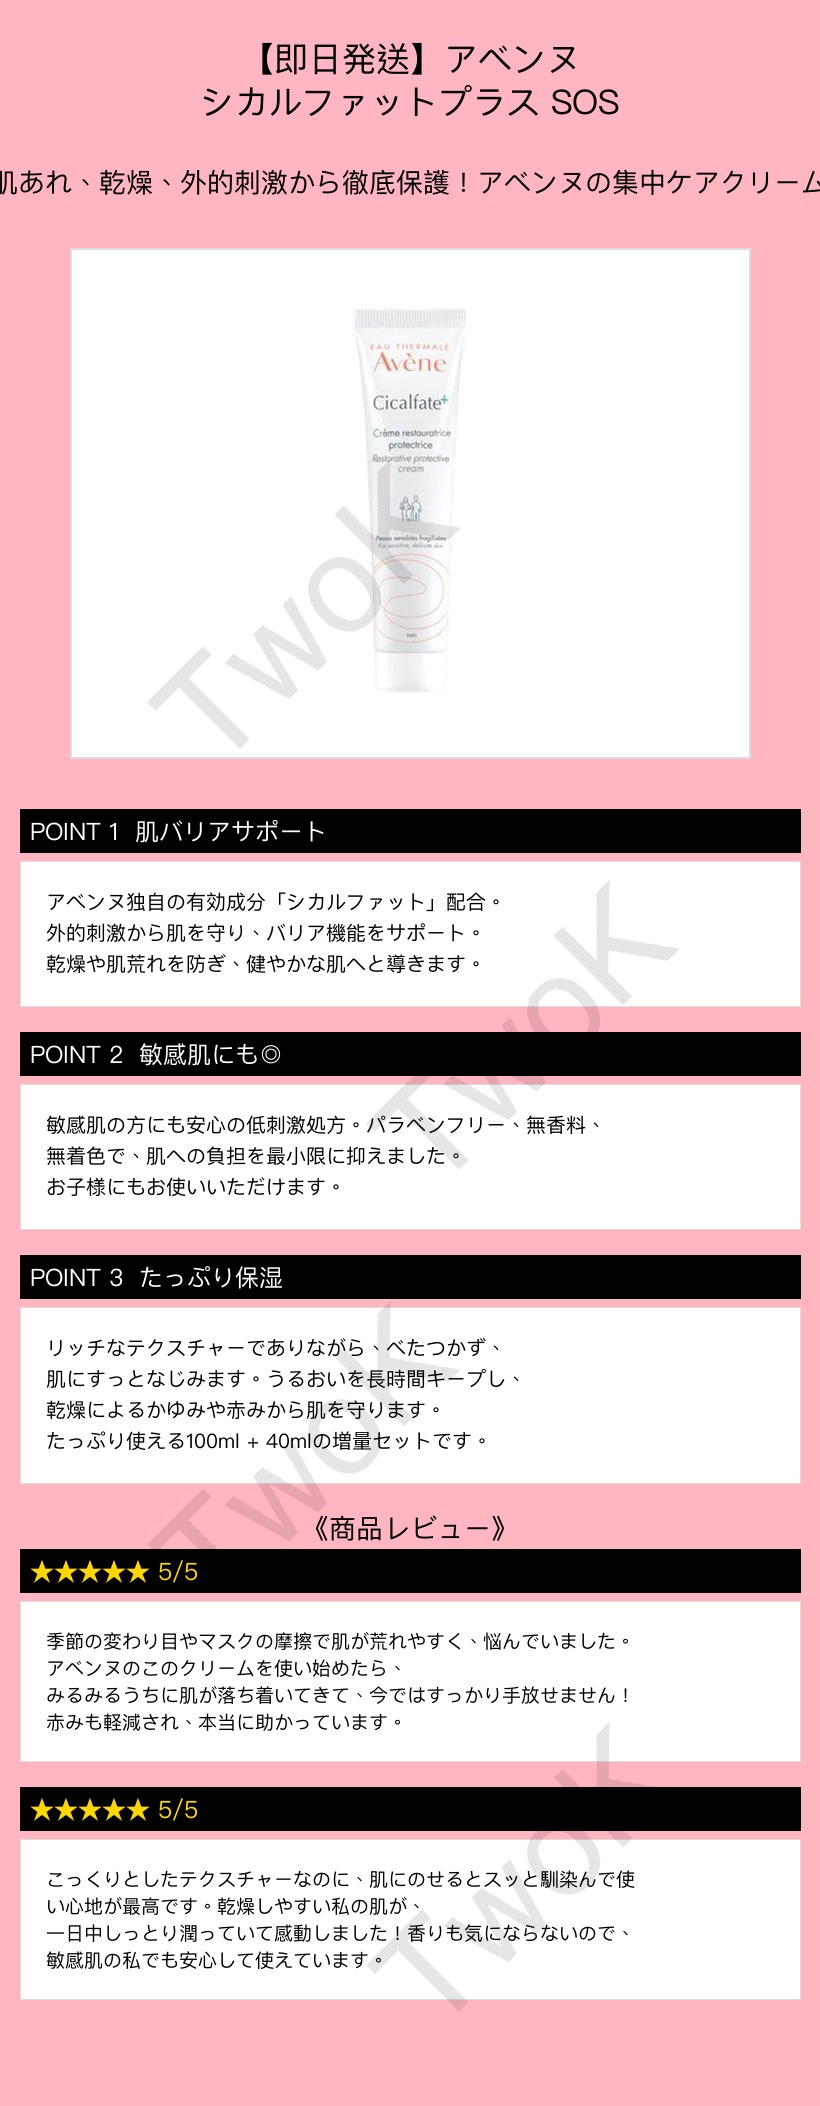 【即日発送】アベンヌ
シカルファットプラス SOS
肌あれ、乾燥、外的刺激から徹底保護！アベンヌの集中ケアクリーム
EAU THERMALE
Avène
Cicalfate+
Crème restauratrice
protectrice
Restorative protective
cream
Peaux sensibles fragilisées
For sensitive, delicate skin
PARIS
TwoK
POINT 1 肌バリアサポート
アベンヌ独自の有効成分「シカルファット」配合。
外的刺激から肌を守り、バリア機能をサポート。
乾燥や肌荒れを防ぎ、健やかな肌へと導きます。
TwoK
POINT 2 敏感肌にも◎
敏感肌の方にも安心の低刺激処方。パラベンフリー、無香料、
無着色で、肌への負担を最小限に抑えました。
お子様にもお使いいただけます。
POINT 3 たっぷり保湿
リッチなテクスチャーでありながら、べたつかず、
肌にすっとなじみます。うるおいを長時間キープし、
乾燥によるかゆみや赤みから肌を守ります。
たっぷり使える100ml + 40mlの増量セットです。
TwoK
《商品レビュー》
★★★★★ 5/5
季節の変わり目やマスクの摩擦で肌が荒れやすく、悩んでいました。
アベンヌのこのクリームを使い始めたら、
みるみるうちに肌が落ち着いてきて、今ではすっかり手放せません！
赤みも軽減され、本当に助かっています。
★★★★★ 5/5
こっくりとしたテクスチャーなのに、肌にのせるとスッと馴染んで使
い心地が最高です。乾燥しやすい私の肌が、
一日中しっとり潤っていて感動しました！香りも気にならないので、
敏感肌の私でも安心して使えています。
TwoK